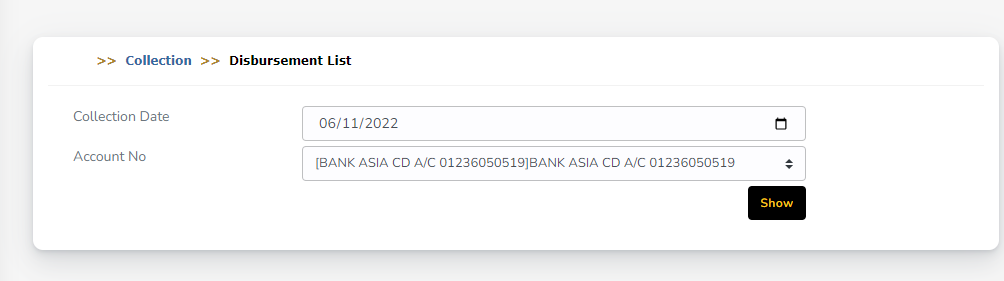 >> Collection >> Disbursement List
Collection Date
06/11/2022
Account No
[BANK ASIA CD A/C 01236050519]BANK ASIA CD A/C 01236050519
Show